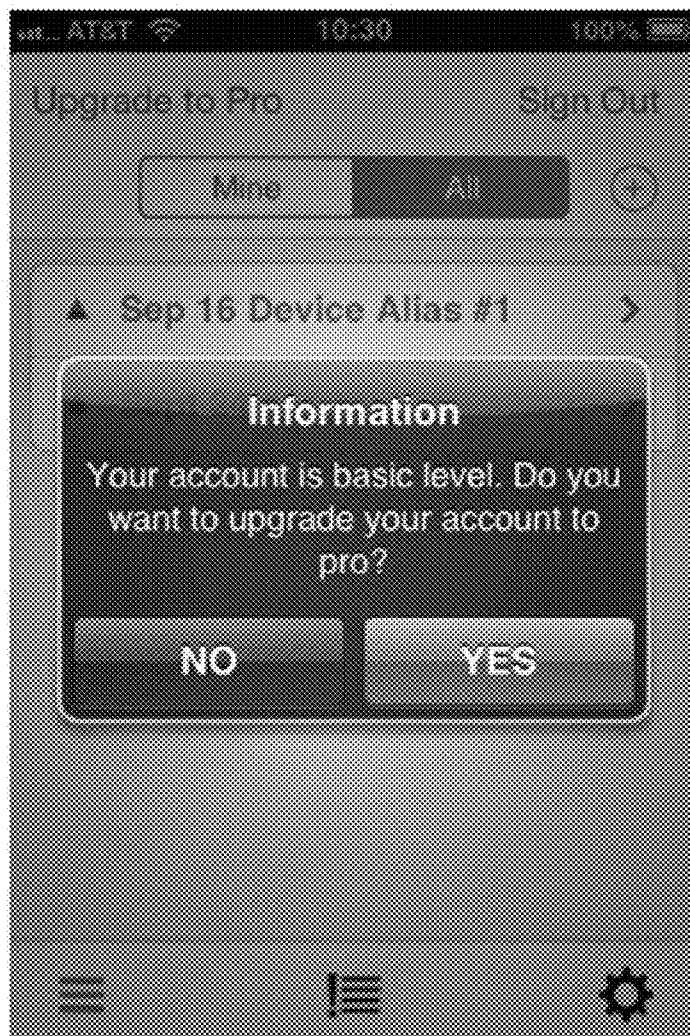 AT&T 10:30 100%
Upgrade to Pro Sign Out
Mine All
Sep 16 Device Alias #1
Information
Your account is basic level. Do you
want to upgrade your account to
pro?
NO YES